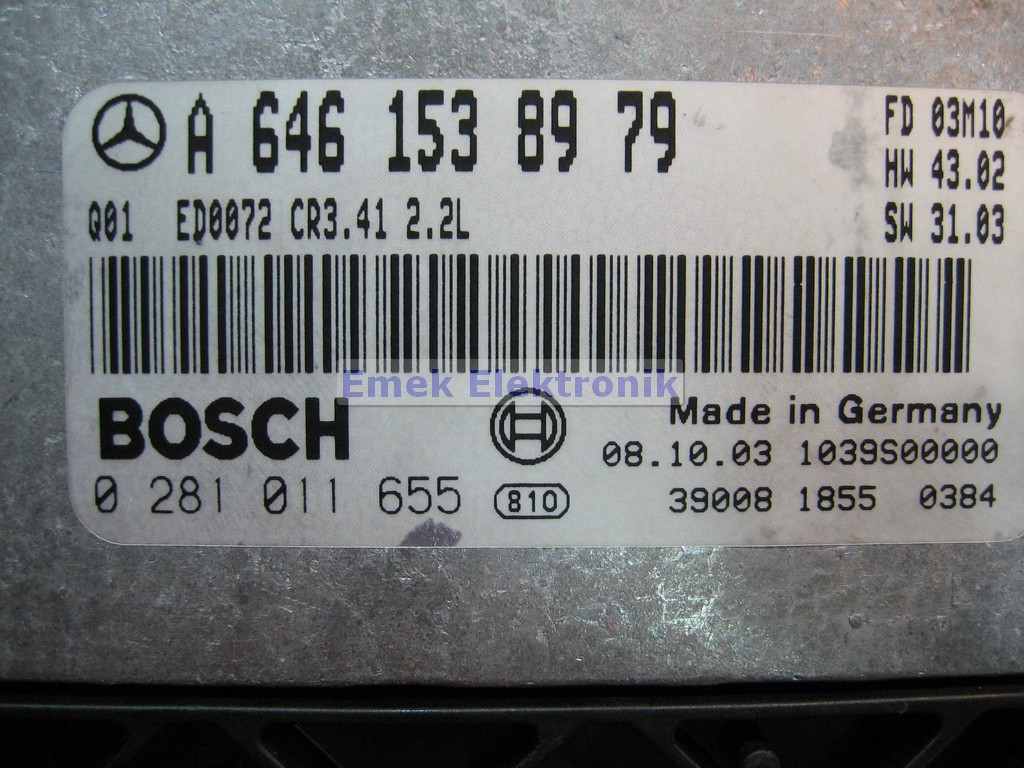 A 646 153 89 79
FD 03M10
HW 43.02
Q01 ED0072 CR3.41 2.2L
SW 31.03
Emek Elektronik
BOSCH
Made in Germany
08.10.03 1039S00000
0 281 011 655
810
39008 1855 0384